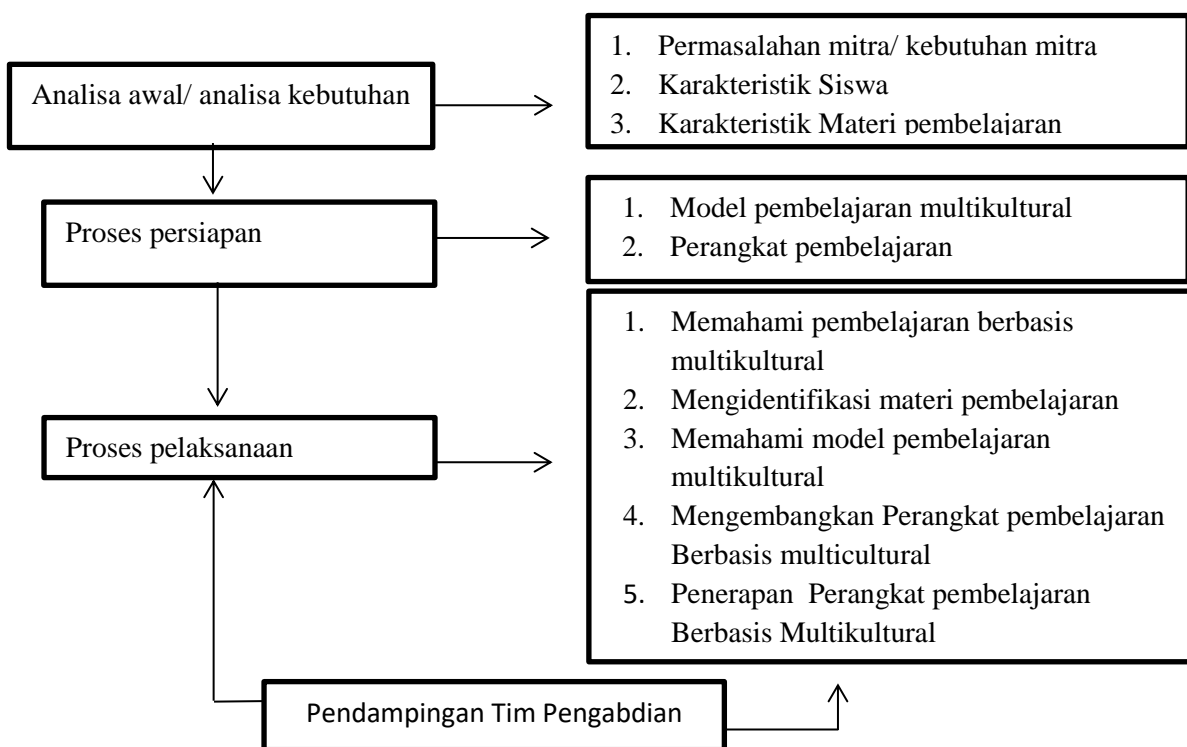 Analisa awal/ analisa kebutuhan
1. Permasalahan mitra/ kebutuhan mitra
2. Karakteristik Siswa
3. Karakteristik Materi pembelajaran
Proses persiapan
1. Model pembelajaran multikultural
2. Perangkat pembelajaran
Proses pelaksanaan
1. Memahami pembelajaran berbasis
multikultural
2. Mengidentifikasi materi pembelajaran
3. Memahami model pembelajaran
multikultural
4. Mengembangkan Perangkat pembelajaran
Berbasis multicultural
5. Penerapan Perangkat pembelajaran
Berbasis Multikultural
Pendampingan Tim Pengabdian